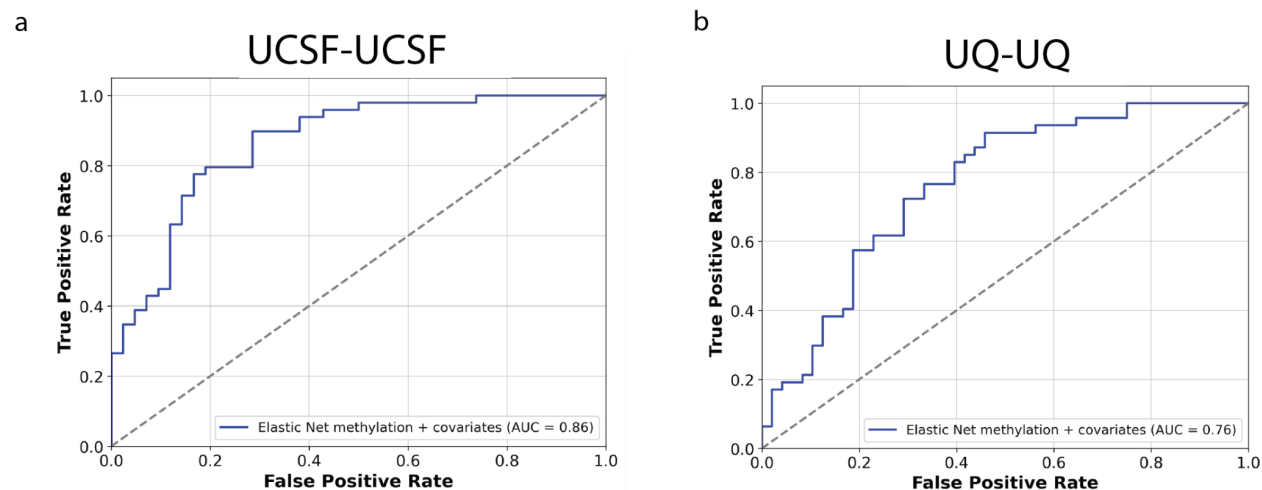 a
UCSF-UCSF
1.0
0.8
0.6
0.4
0.2
0.0
True Positive Rate
Elastic Net methylation + covariates (AUC = 0.86)
0.0 0.2 0.4 0.6 0.8 1.0
False Positive Rate
b
UQ-UQ
1.0
0.8
0.6
0.4
0.2
0.0
True Positive Rate
Elastic Net methylation + covariates (AUC = 0.76)
0.0 0.2 0.4 0.6 0.8 1.0
False Positive Rate